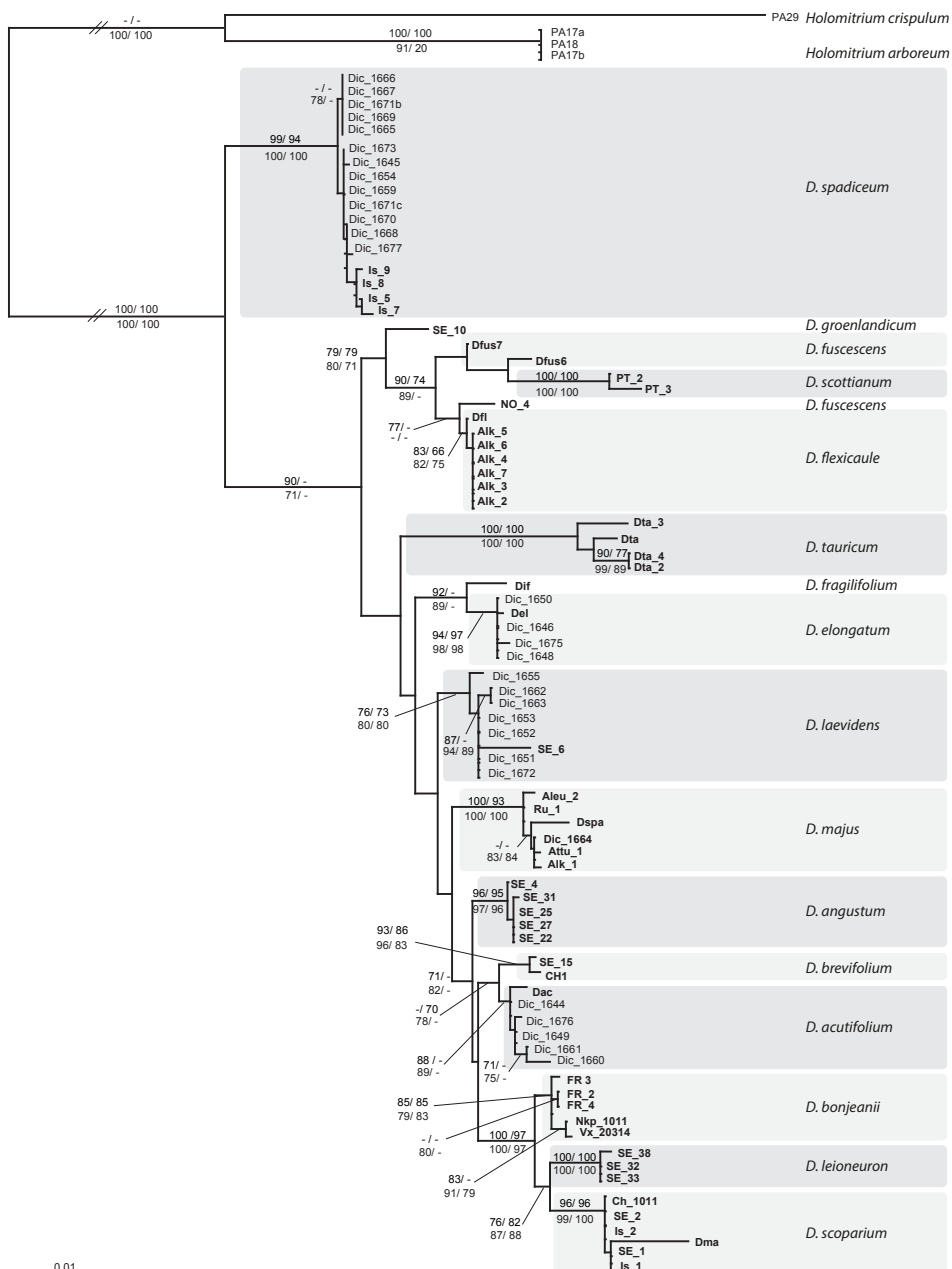 PA29 Holomitrium crispulum
- / -
100/ 100
100/ 100
91/ 20
PA17a
PA18
PA17b
Holomitrium arboreum
Dic_1666
Dic_1667
Dic_1671b
Dic_1669
Dic_1665
- / -
78/ -
99/ 94
100/ 100
Dic_1673
Dic_1645
Dic_1654
Dic_1659
Dic_1671c
Dic_1670
Dic_1668
Dic_1677
Is_9
Is_8
Is_5
Is_7
D. spadiceum
100/ 100
100/ 100
SE_10
D. groenlandicum
79/ 79
80/ 71
Dfus7
D. fuscescens
Dfus6
90/ 74
89/ -
100/ 100
100/ 100
PT_2
PT_3
D. scottianum
NO_4
D. fuscescens
77/ -
- / -
Dfl
Alk_5
Alk_6
Alk_4
Alk_7
Alk_3
Alk_2
83/ 66
82/ 75
D. flexicaule
90/ -
71/ -
100/ 100
100/ 100
Dta_3
Dta
90/ 77
99/ 89
Dta_4
Dta_2
D. tauricum
92/ -
89/ -
Dif
D. fragilifolium
Dic_1650
Del
Dic_1646
Dic_1675
Dic_1648
94/ 97
98/ 98
D. elongatum
Dic_1655
Dic_1662
Dic_1663
Dic_1653
Dic_1652
SE_6
Dic_1651
Dic_1672
76/ 73
80/ 80
87/ -
94/ 89
D. laevidens
100/ 93
100/ 100
Aleu_2
Ru_1
Dspa
Dic_1664
Attu_1
Alk_1
-/ -
83/ 84
D. majus
96/ 95
97/ 96
SE_4
SE_31
SE_25
SE_27
SE_22
D. angustum
93/ 86
96/ 83
SE_15
CH1
D. brevifolium
71/ -
82/ -
-/ 70
78/ -
Dac
Dic_1644
Dic_1676
Dic_1649
Dic_1661
Dic_1660
D. acutifolium
88 / -
89/ -
71/ -
75/ -
85/ 85
79/ 83
FR 3
FR_2
FR_4
Nkp_1011
Vx_20314
D. bonjeanii
- / -
80/ -
100 /97
100/ 97
83/ -
91/ 79
100/ 100
100/ 100
SE_38
SE_32
SE_33
D. leioneuron
76/ 82
87/ 88
96/ 96
99/ 100
Ch_1011
SE_2
Is_2
Dma
SE_1
Is_1
D. scoparium
0.01